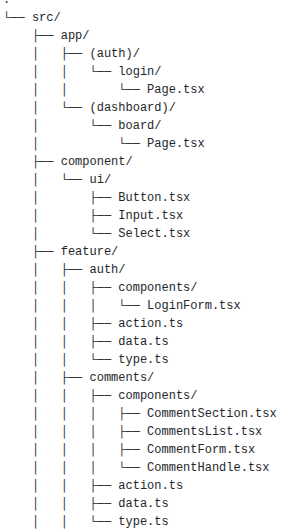 .
└── src/
    ├── app/
    │   ├── (auth)/
    │   │   └── login/
    │   │       └── Page.tsx
    │   └── (dashboard)/
    │       └── board/
    │           └── Page.tsx
    ├── component/
    │   └── ui/
    │       ├── Button.tsx
    │       ├── Input.tsx
    │       └── Select.tsx
    ├── feature/
    │   ├── auth/
    │   │   ├── components/
    │   │   │   └── LoginForm.tsx
    │   │   ├── action.ts
    │   │   ├── data.ts
    │   │   └── type.ts
    │   ├── comments/
    │   │   ├── components/
    │   │   │   ├── CommentSection.tsx
    │   │   │   ├── CommentsList.tsx
    │   │   │   ├── CommentForm.tsx
    │   │   │   └── CommentHandle.tsx
    │   │   ├── action.ts
    │   │   ├── data.ts
    │   │   └── type.ts